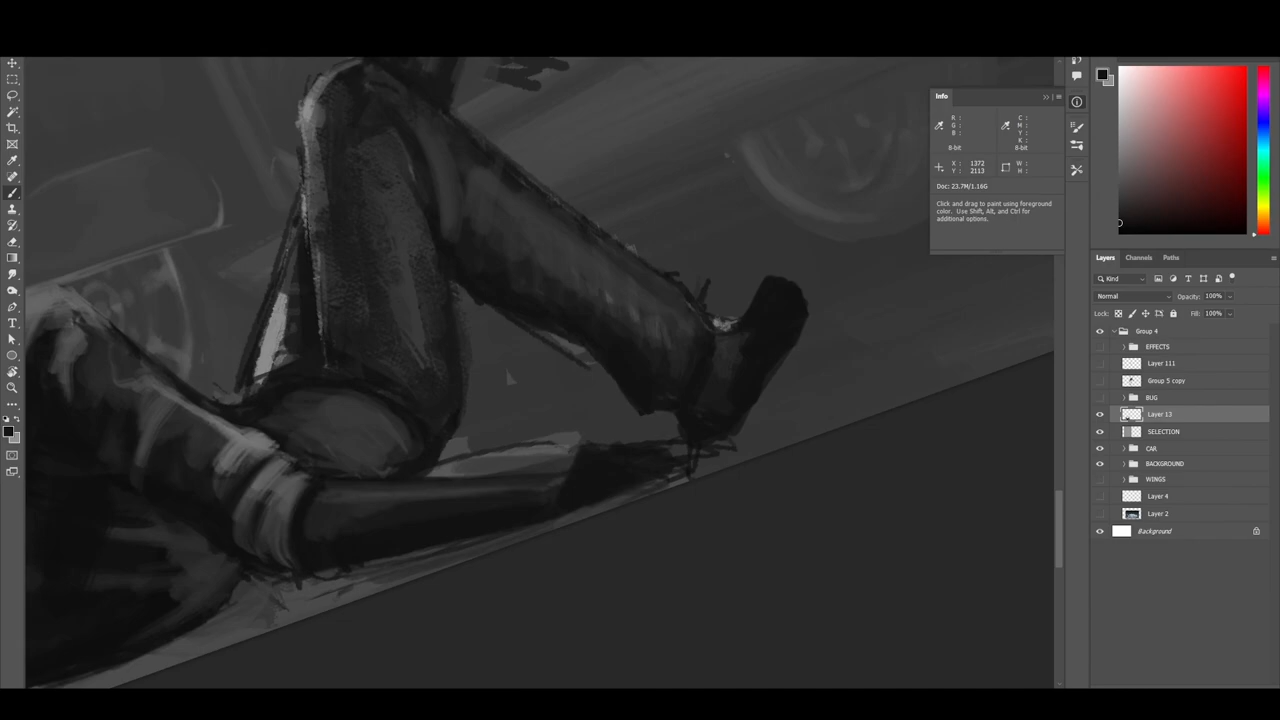 Info
R :
G :
B :
C :
M :
Y :
K :
8-bit
8-bit
X : 1372
Y : 2113
W :
H :
Doc: 23.7M/1.16G
Click and drag to paint using foreground
color. Use Shift, Alt, and Ctrl for
additional options.
Layers Channels Paths
Kind
Normal Opacity: 100%
Lock: Fill: 100%
Group 4
EFFECTS
Layer 111
Group 5 copy
BUG
Layer 13
SELECTION
CAR
BACKGROUND
WINGS
Layer 4
Layer 2
Background